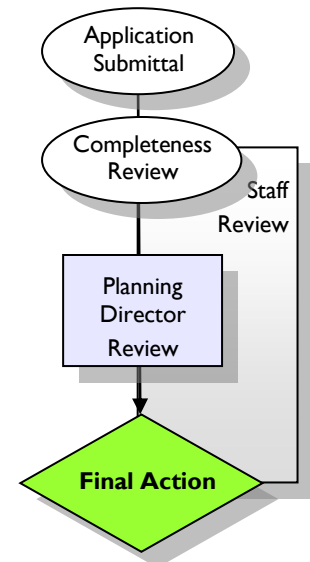 Application
Submittal
Completeness
Review
Staff
Review
Planning
Director
Review
Final Action